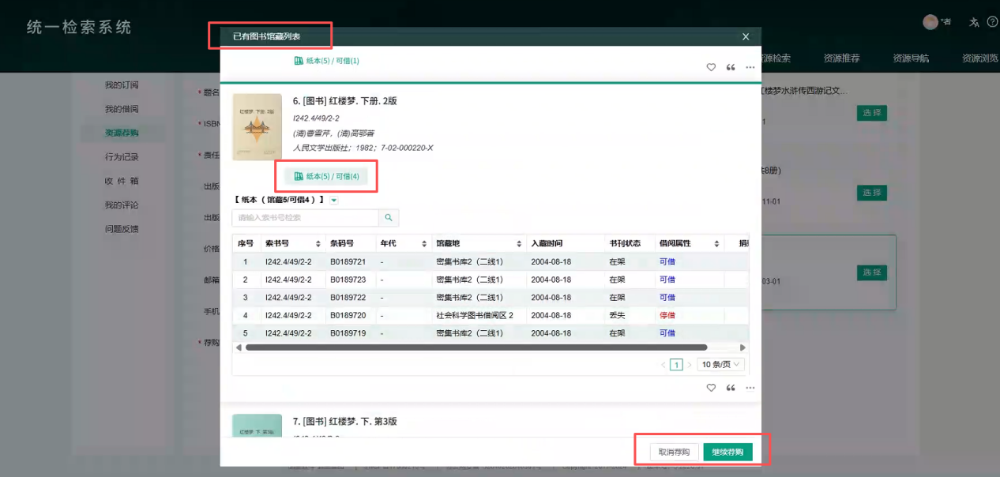 统一检索系统
*者
资源检索
资源推荐
资源导航
资源浏览
我的订阅
我的借阅
资源荐购
行为记录
收 件 箱
我的评论
问题反馈
* 题名
* ISBN
* 责任
出版
出版
价格
邮箱
手机
* 荐购
已有图书馆藏列表
纸本(5) / 可借(1)
6. [图书] 红楼梦. 下册. 2版
I242.4/49/2-2
(清)曹雪芹，(清)高鄂著
人民文学出版社；1982；7-02-000220-X
纸本(5) / 可借(4)
【 纸本（ 馆藏5/可借4 ）】
请输入索书号检索
序号 索书号 条码号 年代 馆藏地 入藏时间 书刊状态 借阅属性
1 I242.4/49/2-2 B0189721 - 密集书库2（二线1） 2004-08-18 在架 可借
2 I242.4/49/2-2 B0189723 - 密集书库2（二线1） 2004-08-18 在架 可借
3 I242.4/49/2-2 B0189722 - 密集书库2（二线1） 2004-08-18 在架 可借
4 I242.4/49/2-2 B0189720 - 社会科学图书借阅区 2 2004-08-18 丢失 停借
5 I242.4/49/2-2 B0189719 - 密集书库2（二线1） 2004-08-18 在架 可借
1
10 条/页
7. [图书] 红楼梦. 下. 第3版
取消荐购
继续荐购
红楼梦水浒传西游记文...
选 择
共8册）
11-01
选 择
03-01
选 择